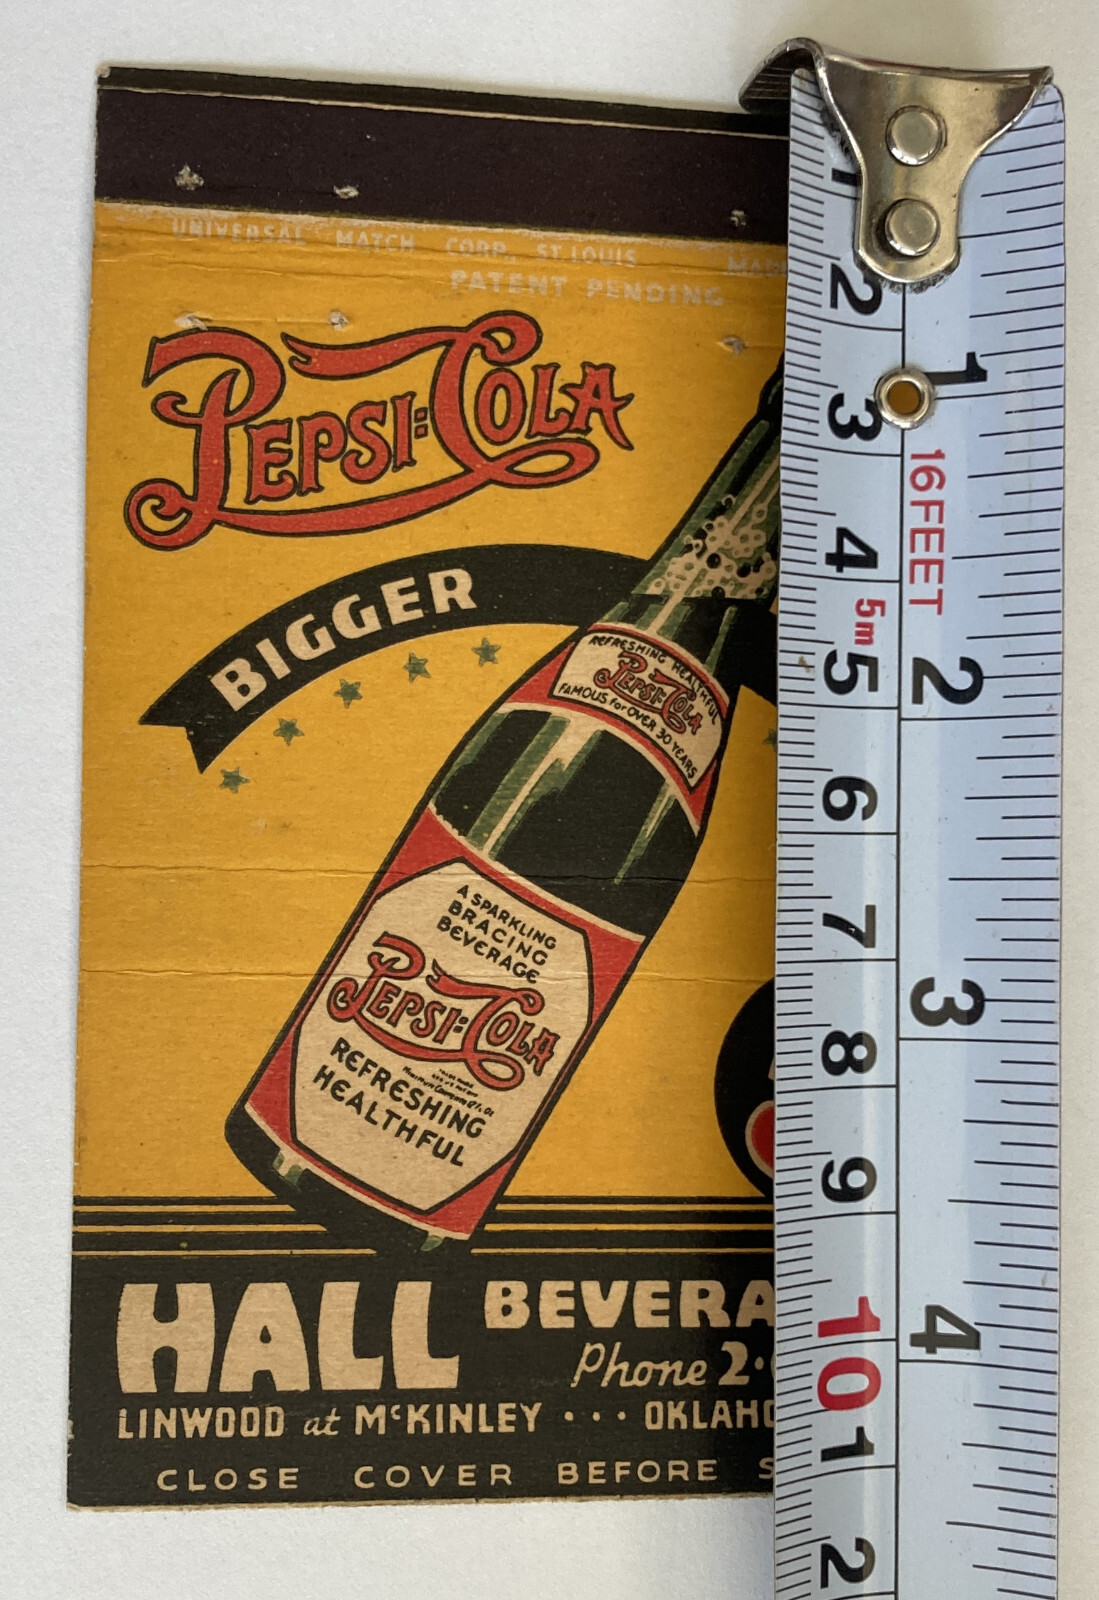 UNIVERSAL MATCH CORP., ST. LOUIS
PATENT PENDING
PEPSI:COLA
BIGGER
REFRESHING HEALTHFUL
PEPSI:COLA
FAMOUS for OVER 30 YEARS
A SPARKLING
BRACING
BEVERAGE
PEPSI:COLA
REFRESHING
HEALTHFUL
HALL BEVERA
Phone 2
LINWOOD at McKINLEY ··· OKLAHO
CLOSE COVER BEFORE S
1
2
3
4
5
6
7
8
9
10
1
2
5m
1
16FEET
2
3
4